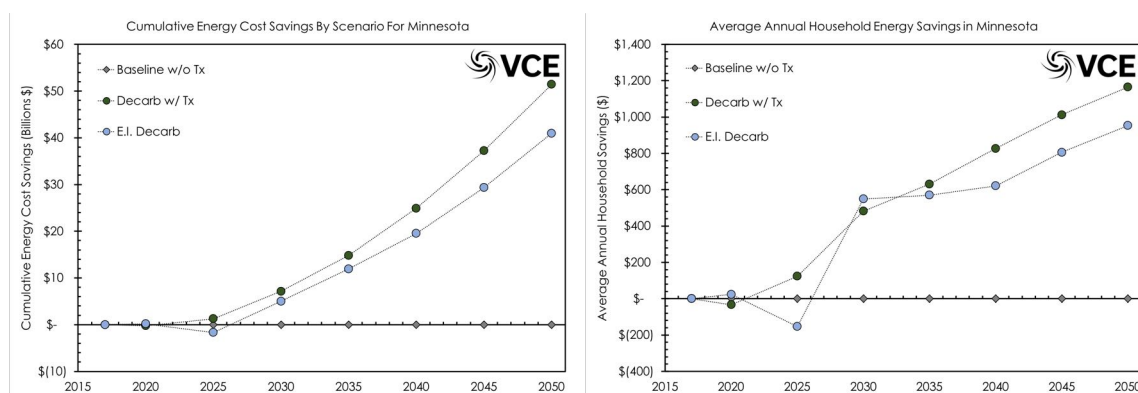 Cumulative Energy Cost Savings By Scenario For Minnesota
$60
$50
$40
$30
$20
$10
$-
$(10)
Cumulative Energy Cost Savings (Billions $)
Baseline w/o Tx
Decarb w/ Tx
E.I. Decarb
VCE
2015 2020 2025 2030 2035 2040 2045 2050
Average Annual Household Energy Savings in Minnesota
$1,400
$1,200
$1,000
$800
$600
$400
$200
$-
$(200)
$(400)
Average Annual Household Savings ($)
Baseline w/o Tx
Decarb w/ Tx
E.I. Decarb
VCE
2015 2020 2025 2030 2035 2040 2045 2050